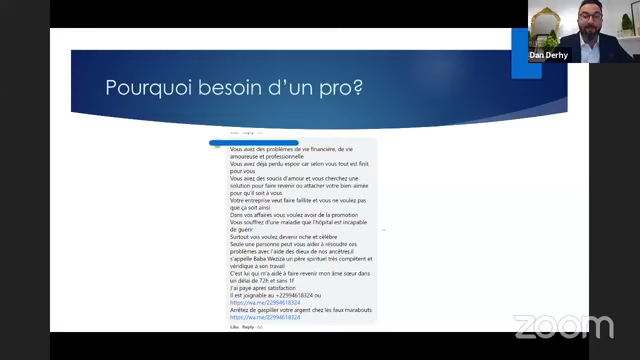 Dan Derhy
Pourquoi besoin d'un pro?
Vous avez des problèmes de vie financière, de vie
amoureuse et professionnelle
Vous avez déjà perdu espoir car selon vous tout est finit
pour vous
Vous avez des soucis d'amour et vous cherchez une
solution pour faire revenir ou attacher votre bien-aimée
pour qu'il soit à vous
Votre entreprise veut faire faillite et vous ne voulez pas
que ça soit ainsi
Dans vos affaires vous voulez avoir de la promotion
Vous souffrez d'une maladie que l'hôpital est incapable
de guérir
Surtout vois voulez devenir riche et célèbre
Seule une personne peut vous aider à résoudre ces
problèmes avec l'aide des dieux de nos ancêtres,il
s'appelle Baba Weziza un père spirituel très compétent et
véridique à son travail
C'est lui qui m'a aidé à faire revenir mon âme sœur dans
un délai de 72h et sans 1f
J'ai payé après satisfaction
Il est joignable au +22994618324 ou
https://wa.me/22994618324
Arrêtez de gaspiller votre argent chez les faux marabouts
https://wa.me/22994618324
Like Reply
zoom